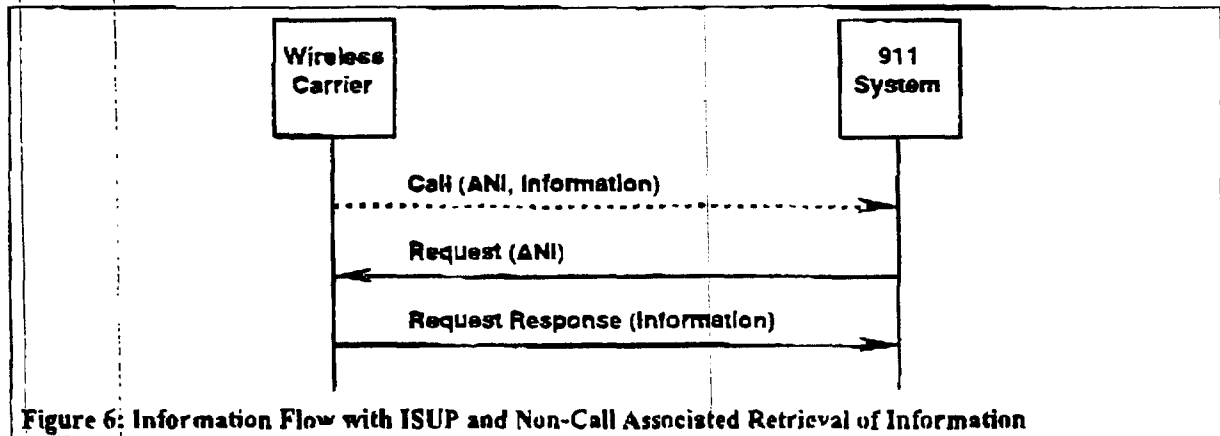 Wireless
Carrier
911
System
Call (ANI, Information)
Request (ANI)
Request Response (Information)
Figure 6: Information Flow with ISUP and Non-Call Associated Retrieval of Information